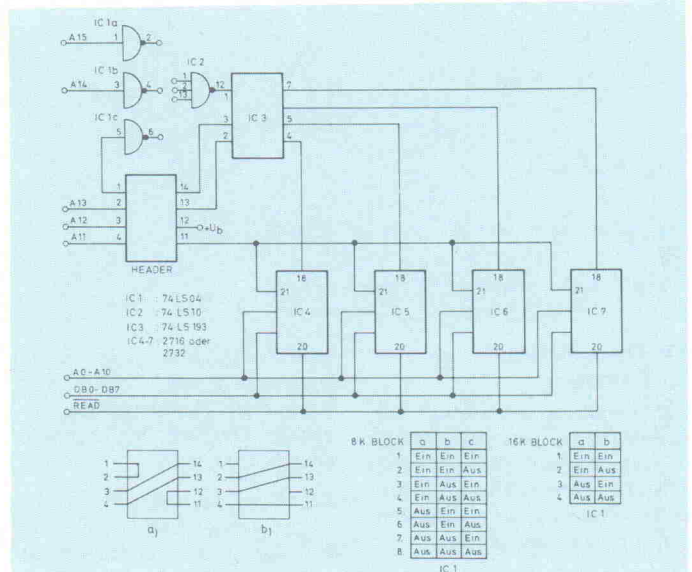 IC 1a
A15 1 2
IC 1b
A14 3 4
IC 2
1
2
13
12
1
IC 3
7
5
4
3
2
IC 1c
5 6
1 14
A13 2 13
A12 3 12 +Ub
A11 4 11
HEADER
18
21
IC 4
20
18
21
IC 5
20
18
21
IC 6
20
18
21
IC 7
20
IC 1 : 74 LS 04
IC 2 : 74 LS 10
IC 3 : 74 LS 193
IC 4-7 : 2716 oder
2732
A0-A10
DB0-DB7
READ
1 14
2 13
3 12
4 11
a)
1 14
2 13
3 12
4 11
b)
8K BLOCK a b c
1. Ein Ein Ein
2. Ein Ein Aus
3. Ein Aus Ein
4. Ein Aus Aus
5. Aus Ein Ein
6. Aus Ein Aus
7. Aus Aus Ein
8. Aus Aus Aus
IC 1
16K BLOCK a b
1. Ein Ein
2. Ein Aus
3. Aus Ein
4. Aus Aus
IC 1